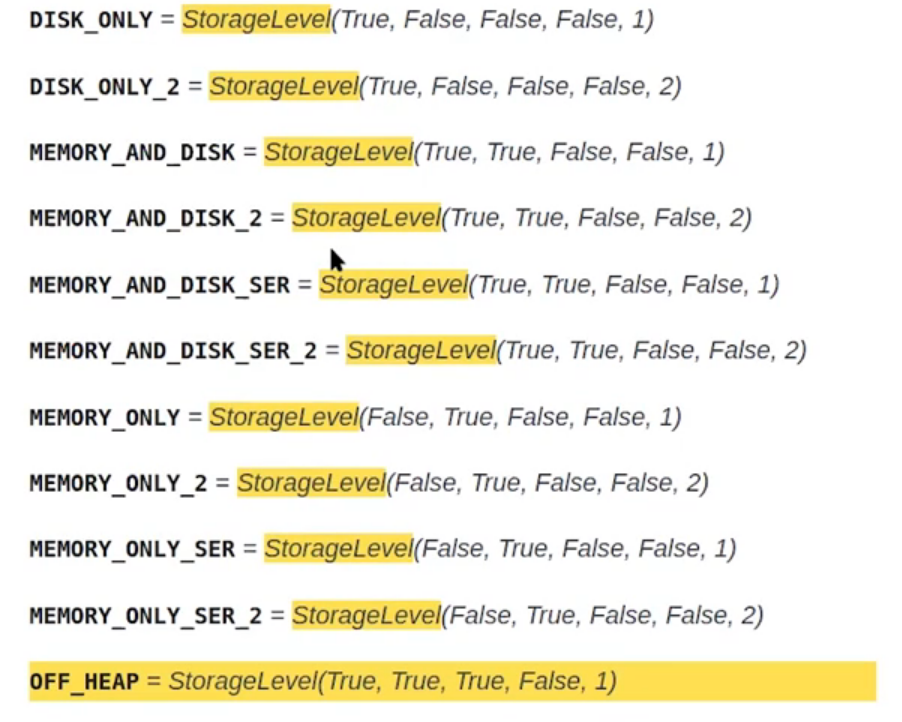 DISK_ONLY = StorageLevel(True, False, False, False, 1)
DISK_ONLY_2 = StorageLevel(True, False, False, False, 2)
MEMORY_AND_DISK = StorageLevel(True, True, False, False, 1)
MEMORY_AND_DISK_2 = StorageLevel(True, True, False, False, 2)
MEMORY_AND_DISK_SER = StorageLevel(True, True, False, False, 1)
MEMORY_AND_DISK_SER_2 = StorageLevel(True, True, False, False, 2)
MEMORY_ONLY = StorageLevel(False, True, False, False, 1)
MEMORY_ONLY_2 = StorageLevel(False, True, False, False, 2)
MEMORY_ONLY_SER = StorageLevel(False, True, False, False, 1)
MEMORY_ONLY_SER_2 = StorageLevel(False, True, False, False, 2)
OFF_HEAP = StorageLevel(True, True, True, False, 1)